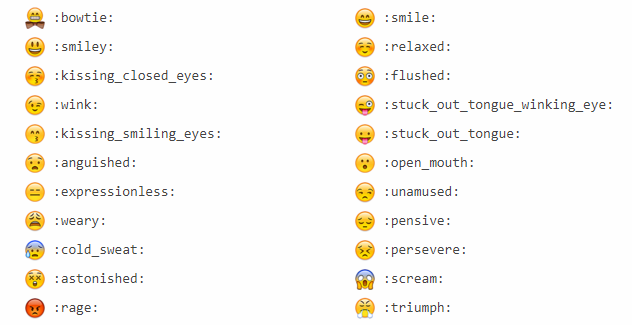 :bowtie: :smile:
:smiley: :relaxed:
:kissing_closed_eyes: :flushed:
:wink: :stuck_out_tongue_winking_eye:
:kissing_smiling_eyes: :stuck_out_tongue:
:anguished: :open_mouth:
:expressionless: :unamused:
:weary: :pensive:
:cold_sweat: :persevere:
:astonished: :scream:
:rage: :triumph: